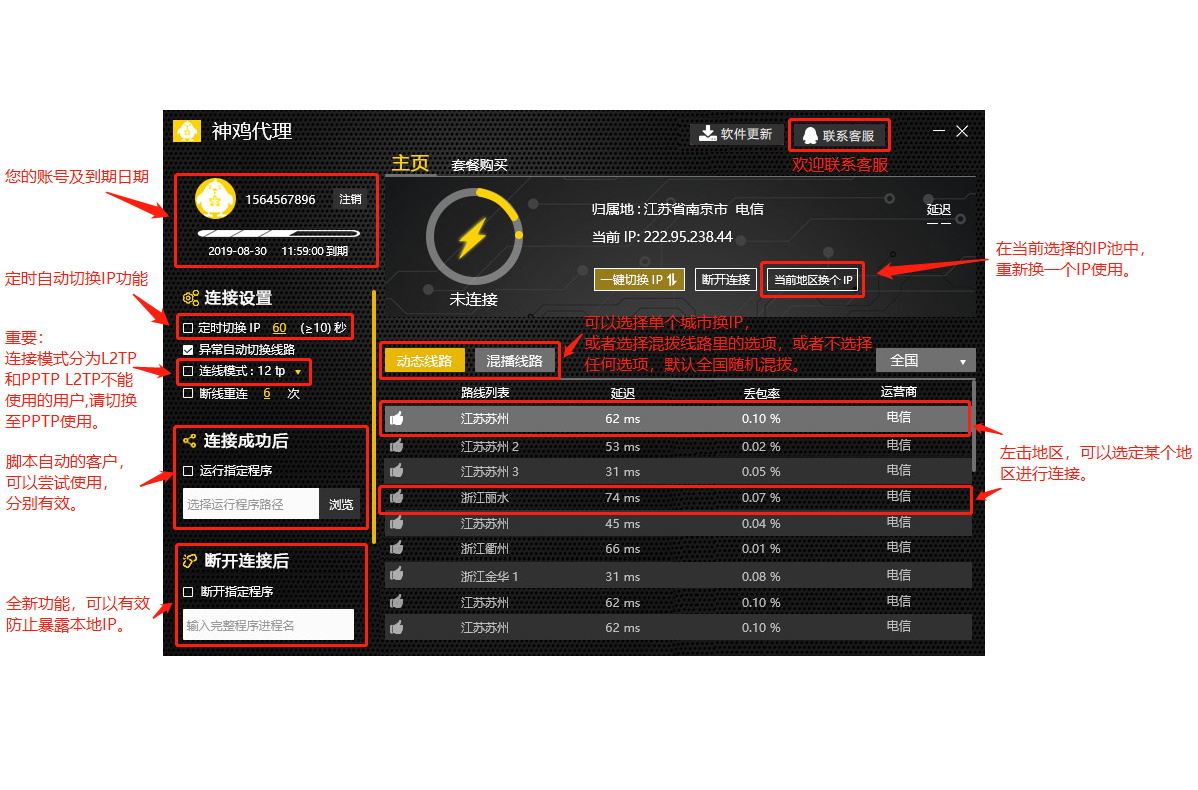 神鸡代理
软件更新
联系客服
欢迎联系客服
主页
套餐购买
您的账号及到期日期
1564567896
注销
2019-08-30 11:59:00 到期
归属地 : 江苏省南京市 电信
延迟
当前 IP: 222.95.238.44
一键切换 IP
断开连接
当前地区换个 IP
未连接
在当前选择的IP池中，
重新换一个IP使用。
定时自动切换IP功能
连接设置
定时切换 IP 60 (≥10) 秒
异常自动切换线路
连线模式 : 12 tp
断线重连 6 次
重要：
连接模式分为L2TP
和PPTP L2TP不能
使用的用户,请切换
至PPTP使用。
可以选择单个城市换IP，
或者选择混拨线路里的选项，或者不选择
任何选项，默认全国随机混拨。
动态线路
混播线路
全国
路线列表 延迟 丢包率 运营商
江苏苏州 62 ms 0.10 % 电信
江苏苏州 2 53 ms 0.02 % 电信
江苏苏州 3 31 ms 0.05 % 电信
浙江丽水 74 ms 0.07 % 电信
江苏苏州 45 ms 0.04 % 电信
浙江衢州 66 ms 0.01 % 电信
浙江金华 1 31 ms 0.08 % 电信
江苏苏州 62 ms 0.10 % 电信
江苏苏州 62 ms 0.10 % 电信
左击地区，可以选定某个地
区进行连接。
脚本自动的客户，
可以尝试使用，
分别有效。
连接成功后
运行指定程序
选择运行程序路径
浏览
全新功能，可以有效
防止暴露本地IP。
断开连接后
断开指定程序
输入完整程序进程名